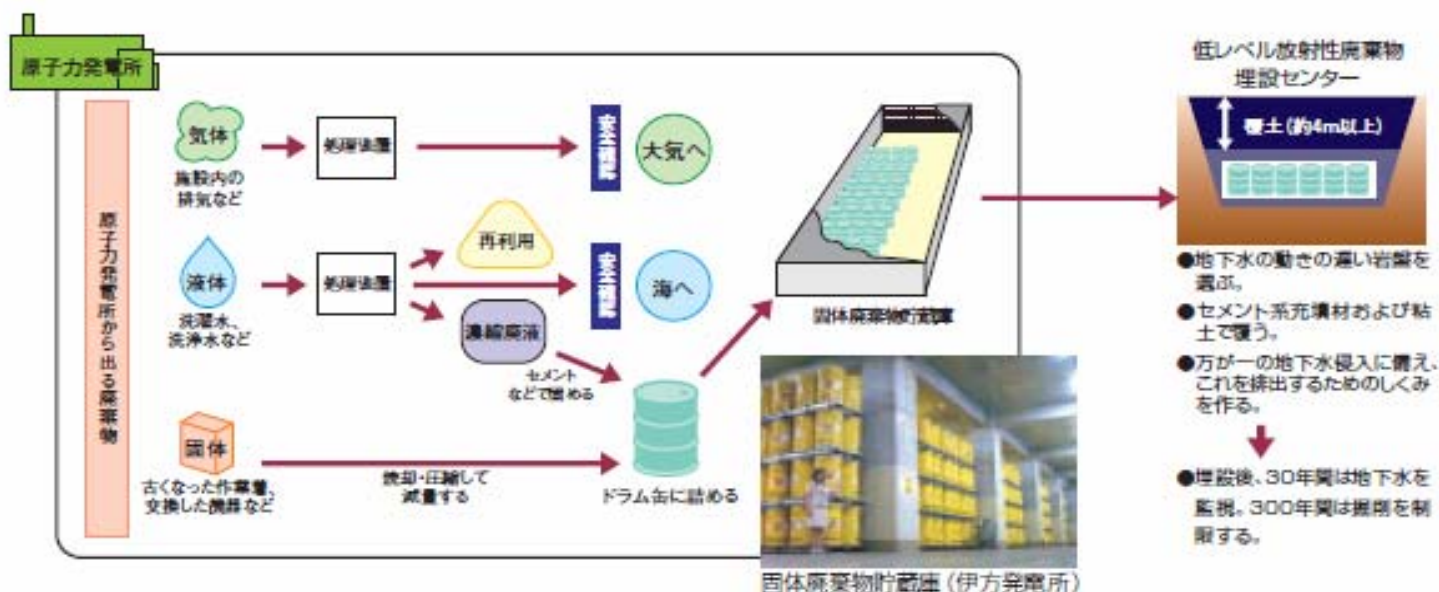 原子力発電所
原子力発電所から出る廃棄物
気体
施設内の
排気など
処理装置
安全確認
大気へ
液体
洗濯水、
洗浄水など
処理装置
再利用
安全確認
海へ
濃縮廃液
セメント
などで固める
固体
古くなった作業着、
交換した機器など
焼却・圧縮して
減量する
ドラム缶に詰める
固体廃棄物貯蔵庫
固体廃棄物貯蔵庫(伊方発電所)
低レベル放射性廃棄物
埋設センター
覆土(約4m以上)
●地下水の動きの遅い岩盤を
選ぶ。
●セメント系充填材および粘
土で覆う。
●万が一の地下水侵入に備え、
これを排出するためのしくみ
を作る。
●埋設後、30年間は地下水を
監視。300年間は掘削を制
限する。